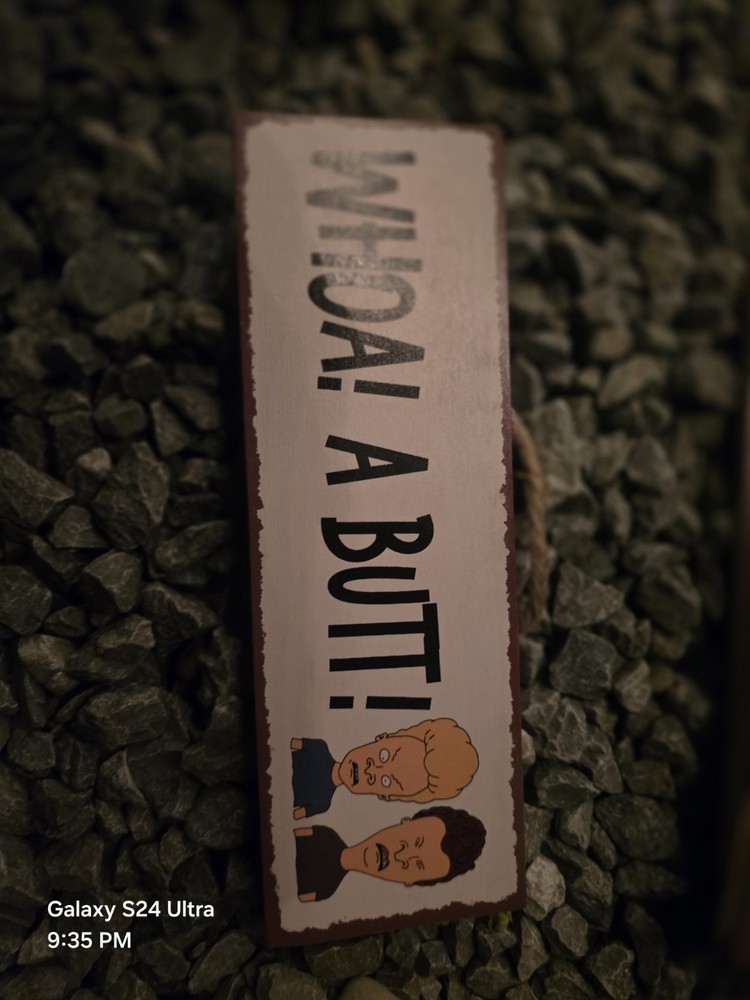 WHOA! A BUTT!
Galaxy S24 Ultra
9:35 PM